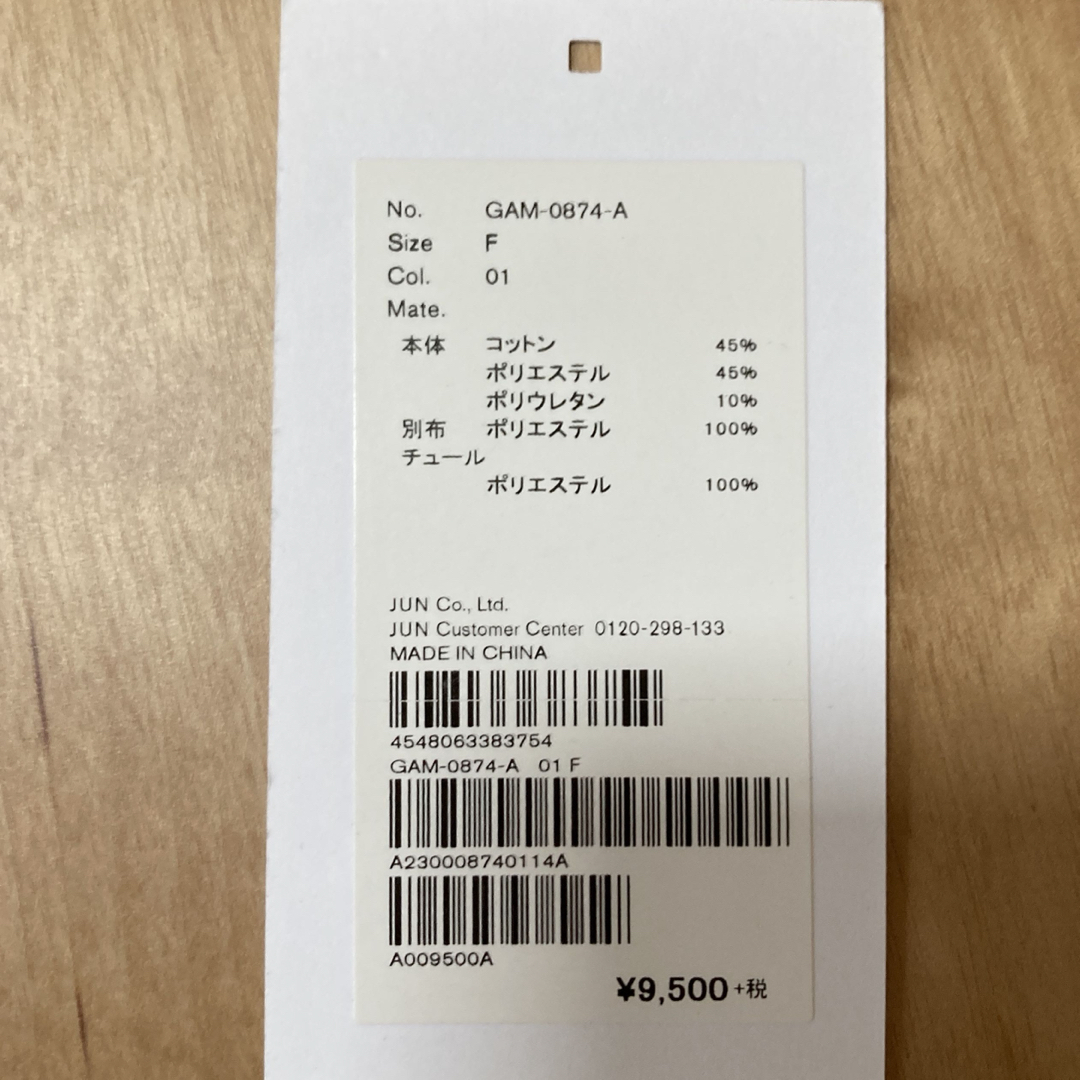 No. GAM-0874-A
Size F
Col. 01
Mate.
本体 コットン 45%
ポリエステル 45%
ポリウレタン 10%
別布 ポリエステル 100%
チュール
ポリエステル 100%
JUN Co., Ltd.
JUN Customer Center 0120-298-133
MADE IN CHINA
4548063383754
GAM-0874-A 01 F
A230008740114A
A009500A
¥9,500+税